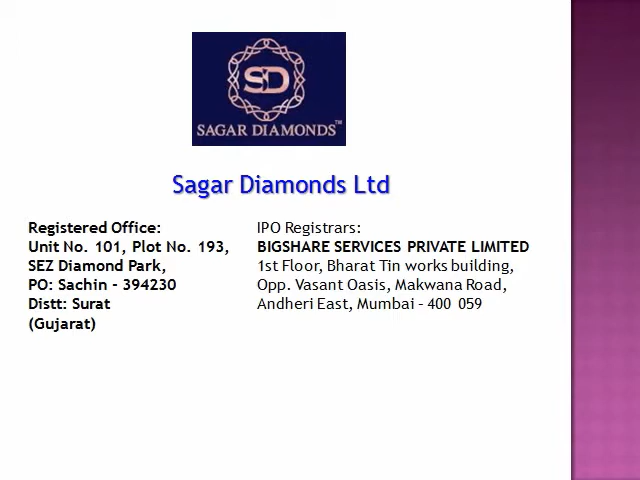 SD
SAGAR DIAMONDS™
Sagar Diamonds Ltd
Registered Office:
Unit No. 101, Plot No. 193,
SEZ Diamond Park,
PO: Sachin - 394230
Distt: Surat
(Gujarat)
IPO Registrars:
BIGSHARE SERVICES PRIVATE LIMITED
1st Floor, Bharat Tin works building,
Opp. Vasant Oasis, Makwana Road,
Andheri East, Mumbai – 400 059